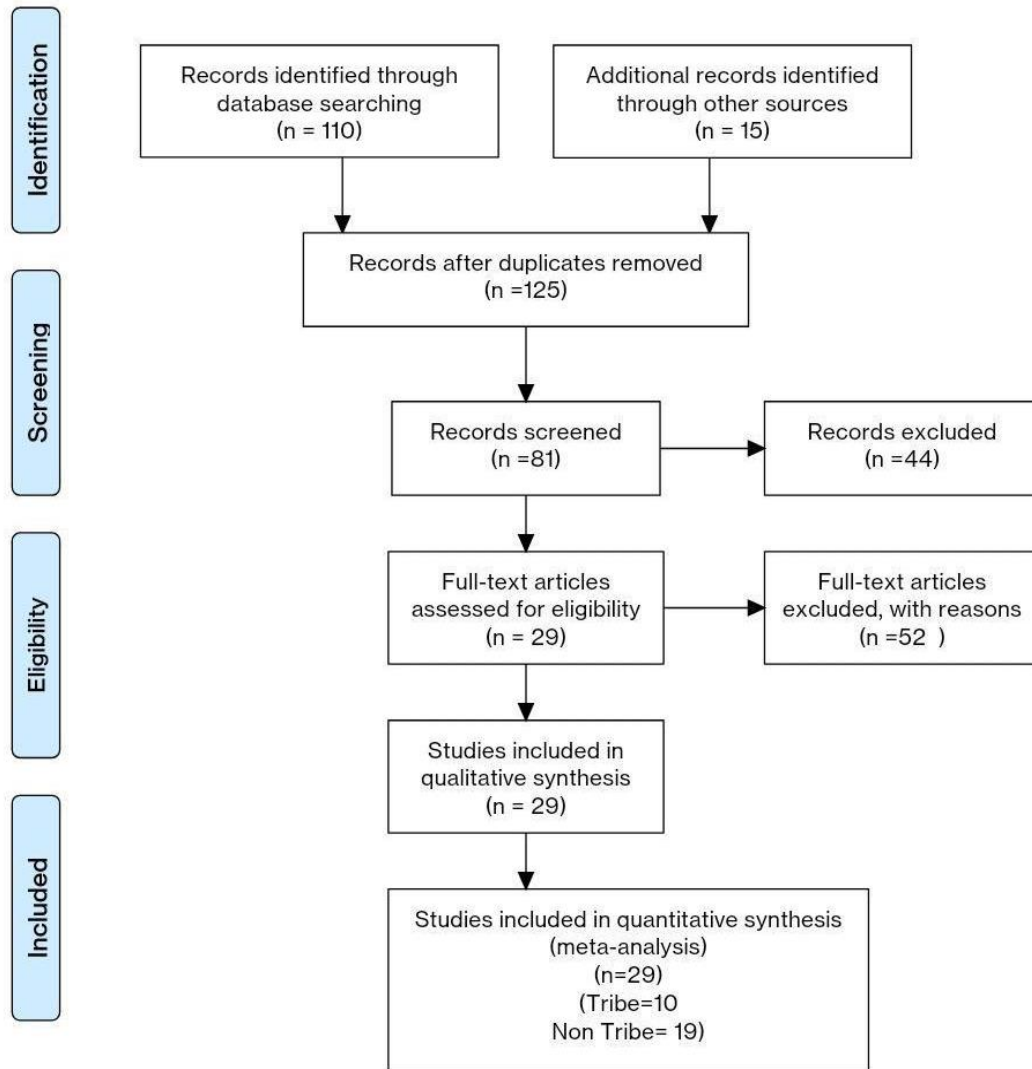 Identification
Records identified through
database searching
(n = 110)
Additional records identified
through other sources
(n = 15)
Records after duplicates removed
(n =125)
Screening
Records screened
(n =81)
Records excluded
(n =44)
Eligibility
Full-text articles
assessed for eligibility
(n = 29)
Full-text articles
excluded, with reasons
(n =52 )
Studies included in
qualitative synthesis
(n = 29)
Included
Studies included in quantitative synthesis
(meta-analysis)
(n=29)
(Tribe=10
Non Tribe= 19)